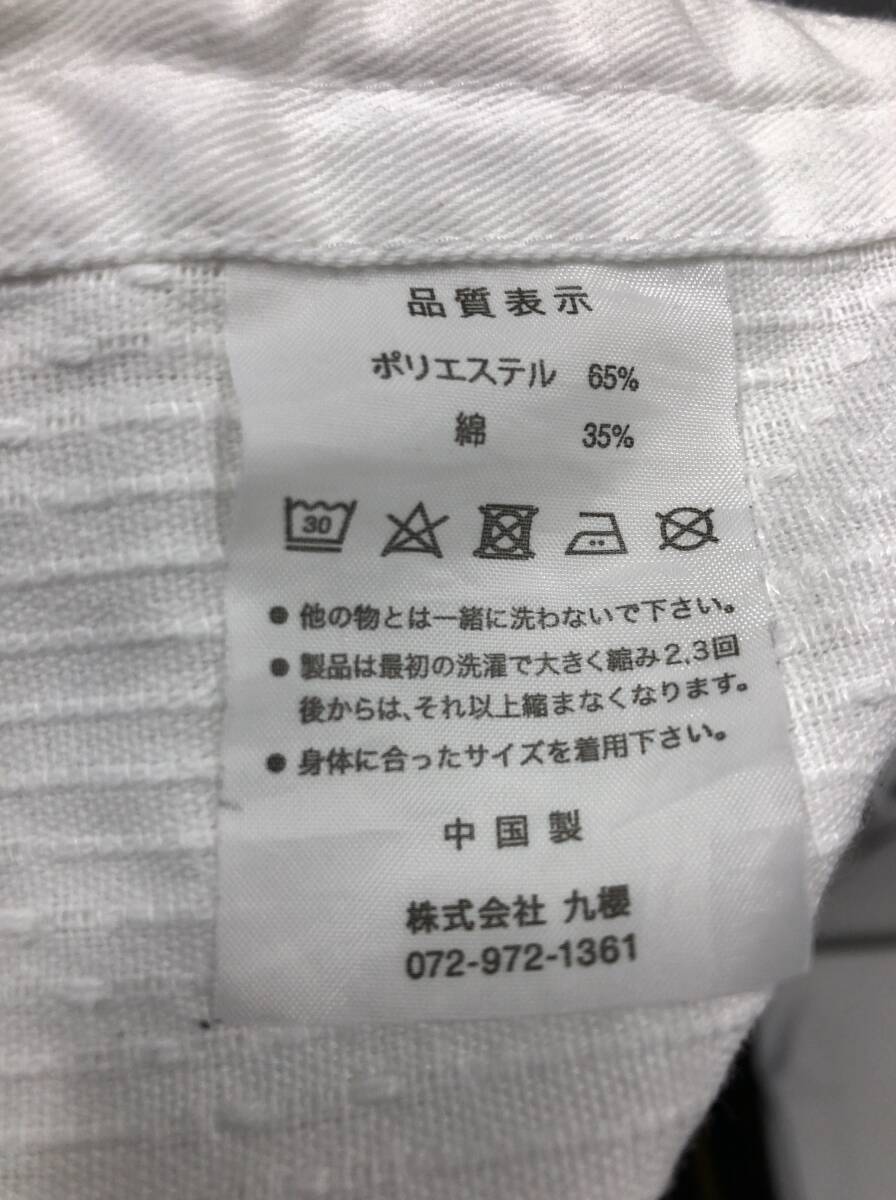 品質表示
ポリエステル 65%
綿 35%
30
● 他の物とは一緒に洗わないで下さい。
● 製品は最初の洗濯で大きく縮み2,3回
後からは、それ以上縮まなくなります。
● 身体に合ったサイズを着用下さい。
中国製
株式会社 九櫻
072-972-1361